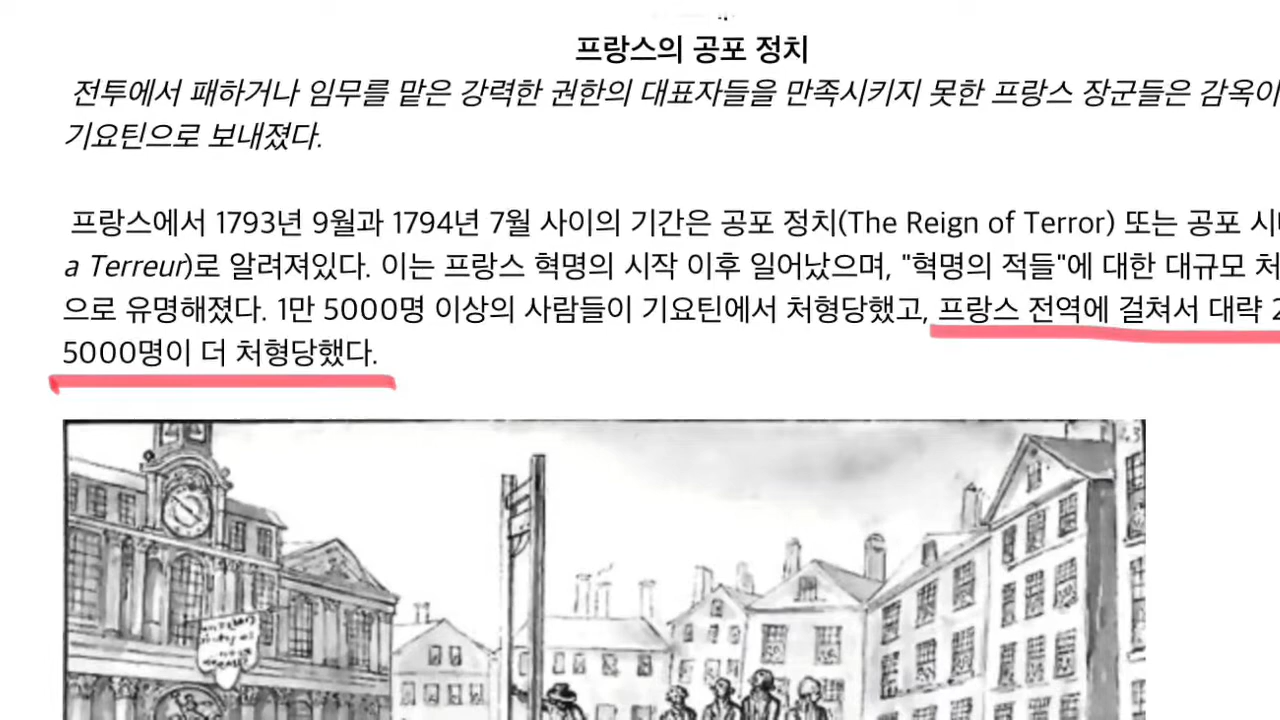 프랑스의 공포 정치
전투에서 패하거나 임무를 맡은 강력한 권한의 대표자들을 만족시키지 못한 프랑스 장군들은
기요틴으로 보내졌다.
프랑스에서 1793년 9월과 1794년 7월 사이의 기간은 공포 정치(The Reign of Terror) 또는 공포
a Terreur)로 알려져있다. 이는 프랑스 혁명의 시작 이후 일어났으며, "혁명의 적들"에 대한 대규모
으로 유명해졌다. 1만 5000명 이상의 사람들이 기요틴에서 처형당했고, 프랑스 전역에 걸쳐서 대략
5000명이 더 처형당했다.